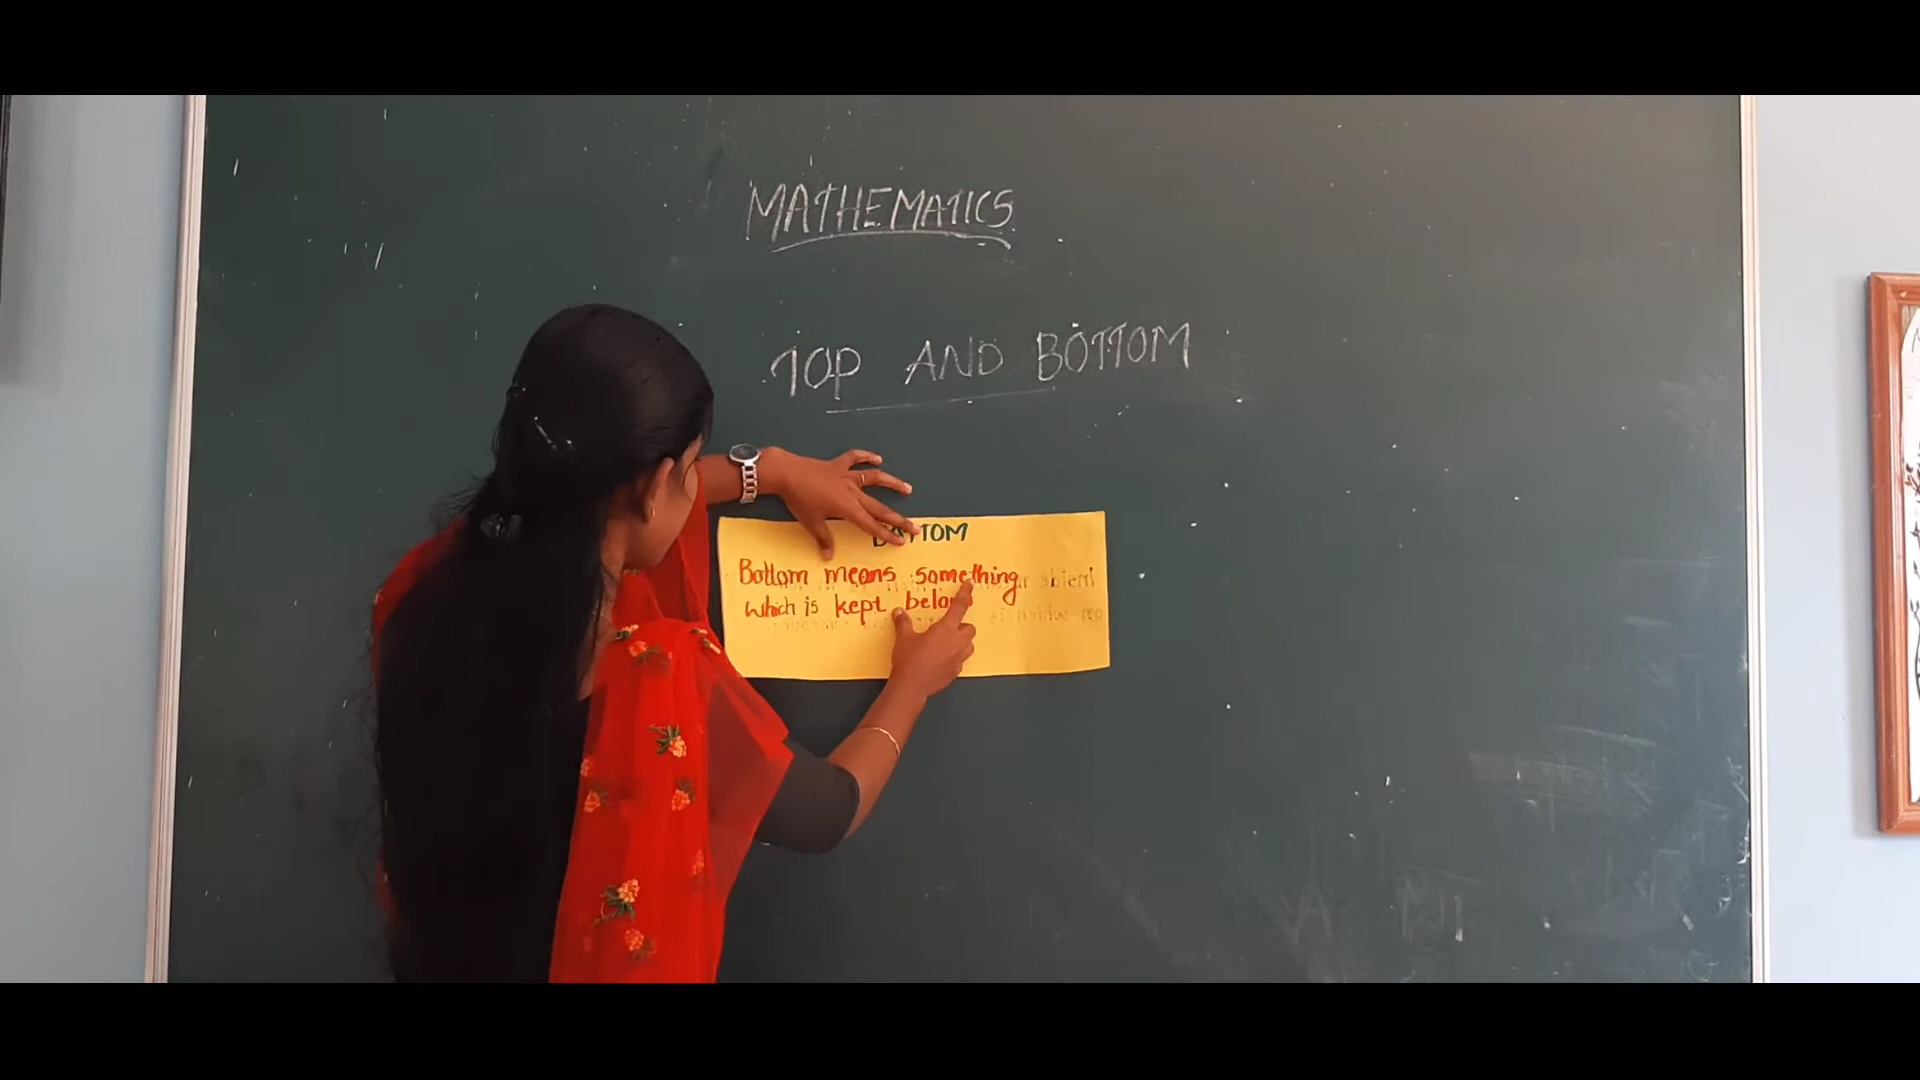 MATHEMATICS
TOP AND BOTTOM
BOTTOM
Bottom means something
which is kept below